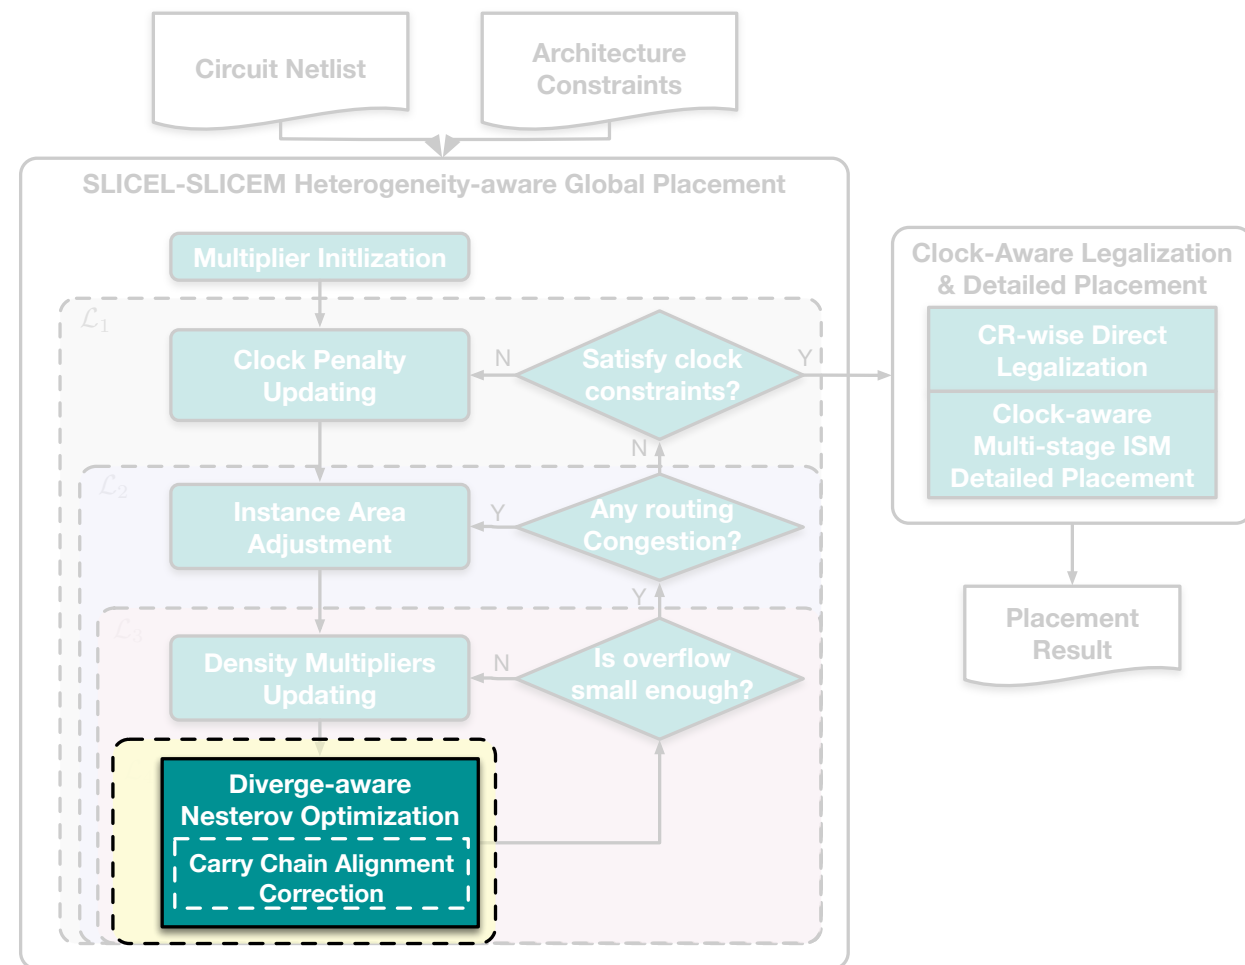 Circuit Netlist
Architecture
Constraints
SLICEL-SLICEM Heterogeneity-aware Global Placement
Multiplier Initlization
ℒ1
Clock Penalty
Updating
N
Satisfy clock
constraints?
Y
Clock-Aware Legalization
& Detailed Placement
CR-wise Direct
Legalization
Clock-aware
Multi-stage ISM
Detailed Placement
N
ℒ2
Instance Area
Adjustment
Y
Any routing
Congestion?
Y
ℒ3
Density Multipliers
Updating
N
Is overflow
small enough?
Placement
Result
Diverge-aware
Nesterov Optimization
Carry Chain Alignment
Correction